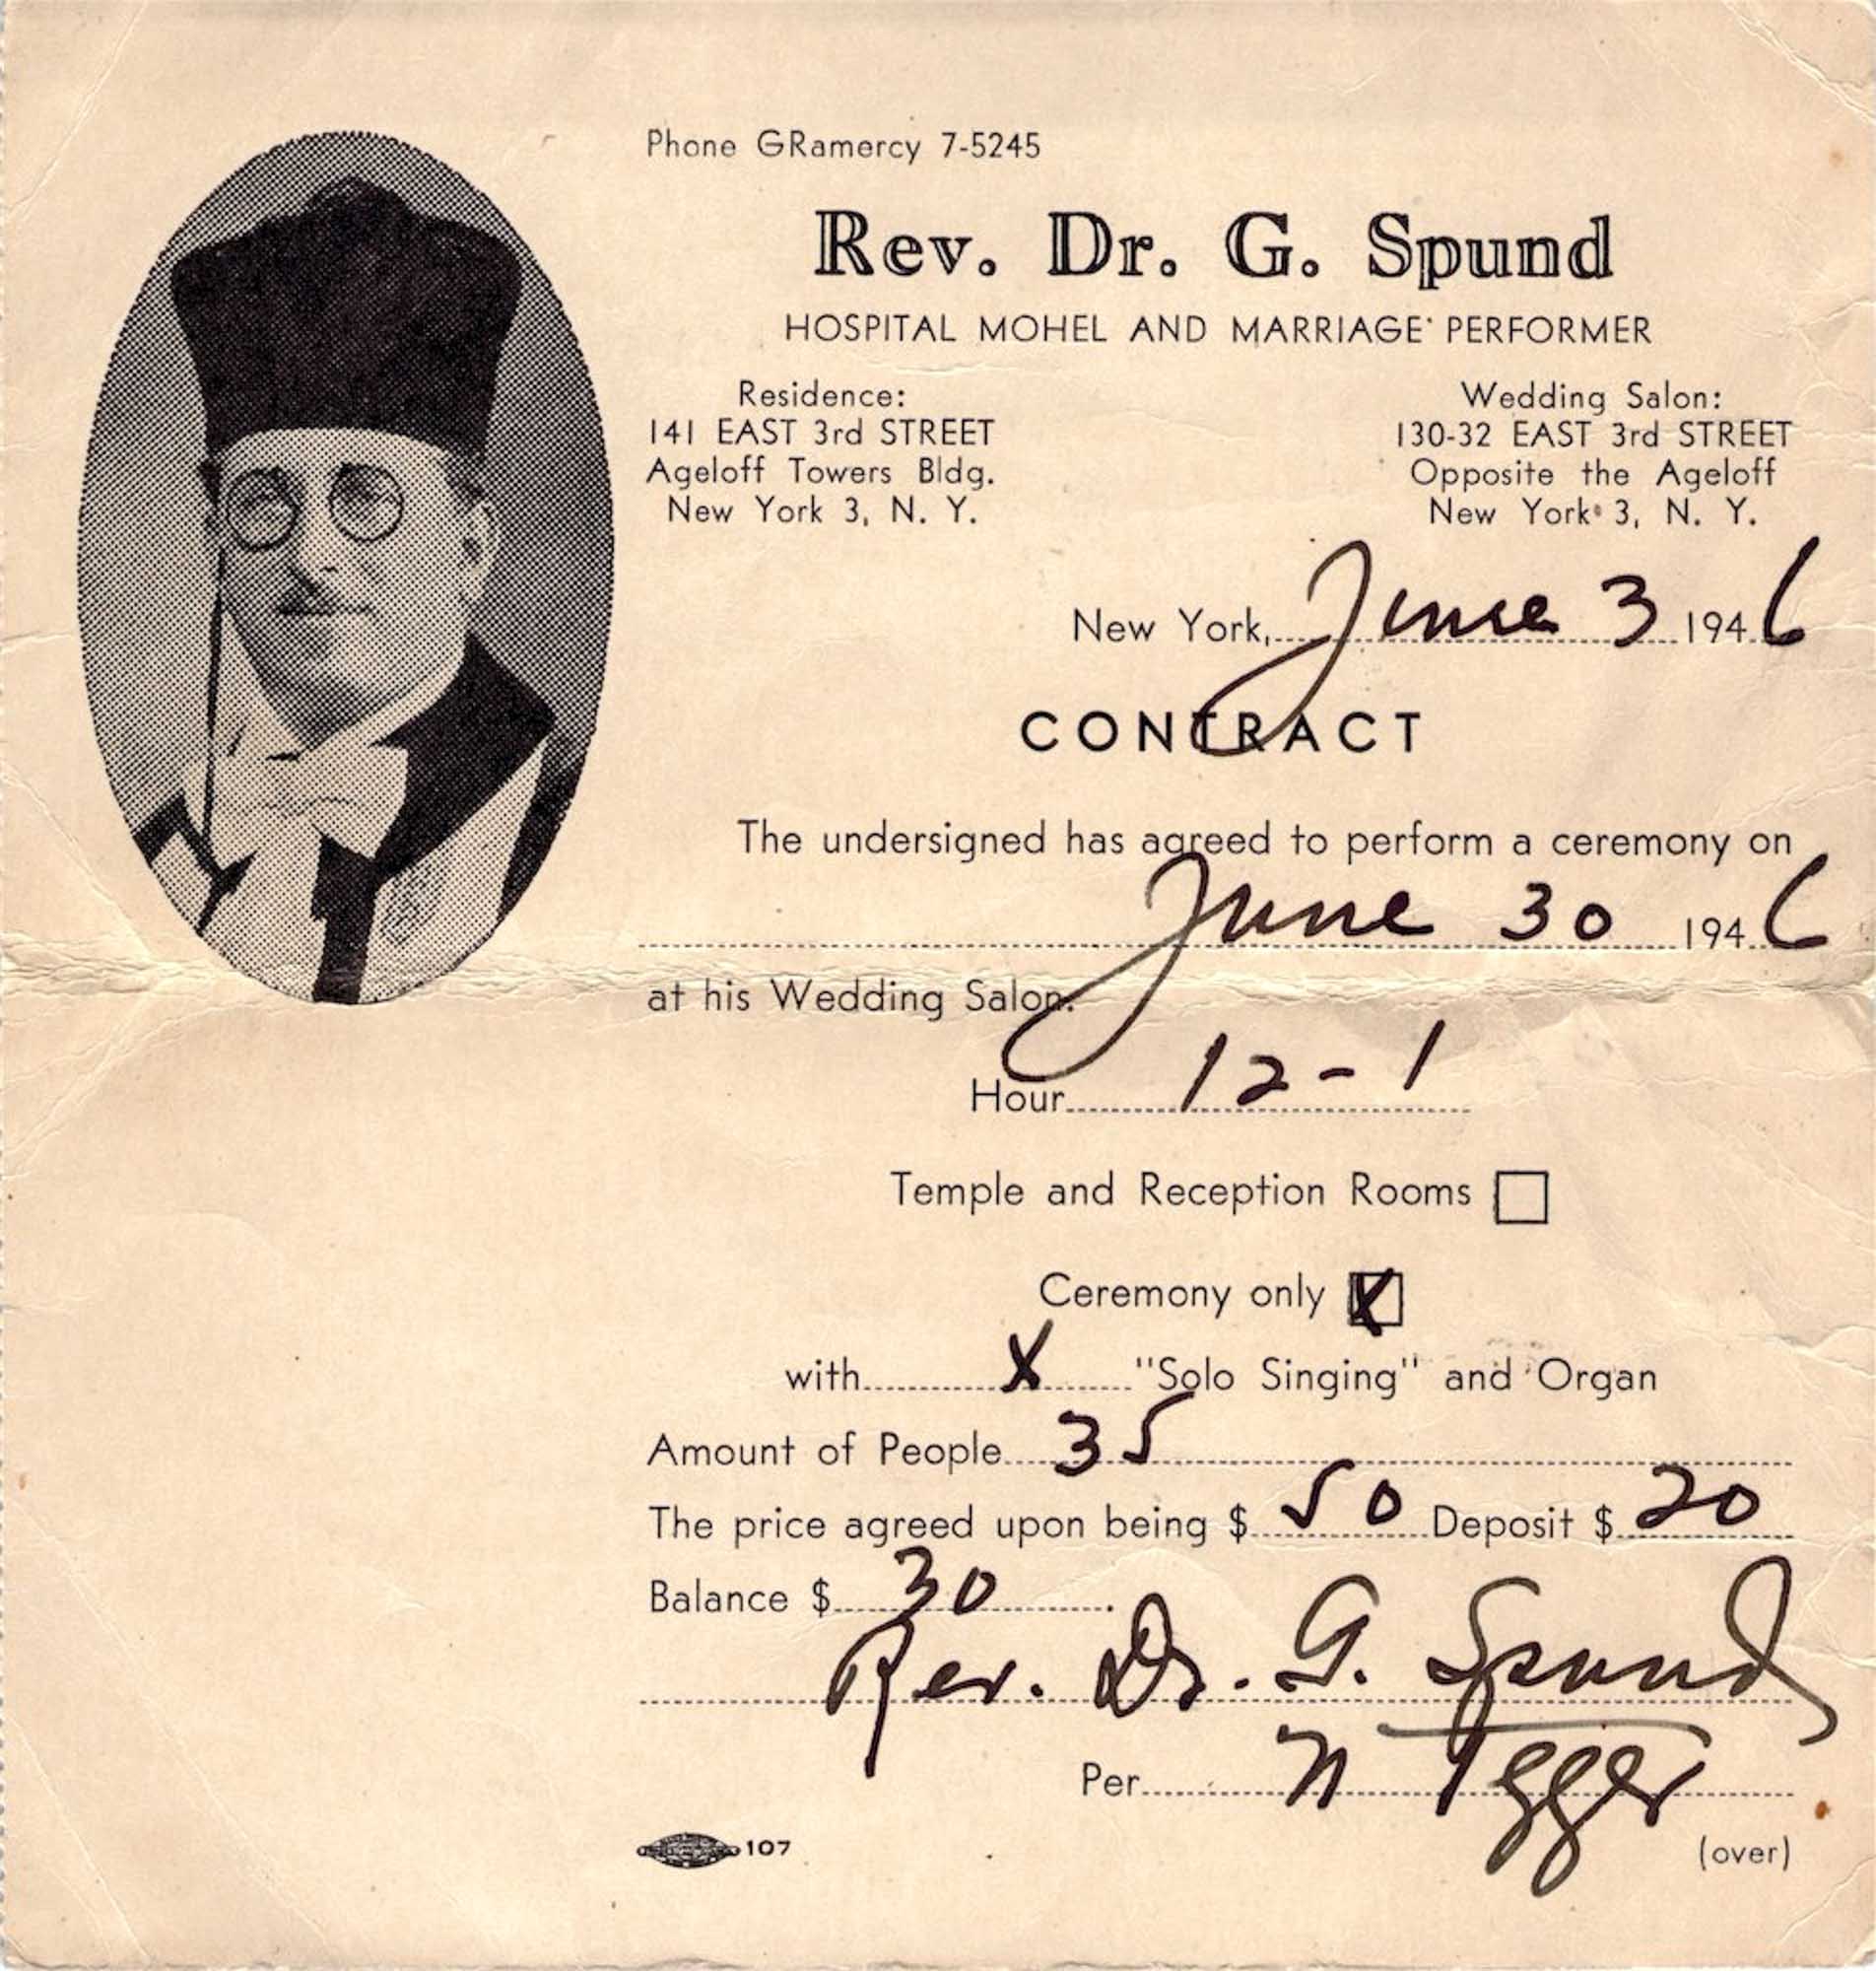 Phone GRamercy 7-5245
Rev. Dr. G. Spund
HOSPITAL MOHEL AND MARRIAGE PERFORMER
Residence:
141 EAST 3rd STREET
Ageloff Towers Bldg.
New York 3, N. Y.
Wedding Salon:
130-32 EAST 3rd STREET
Opposite the Ageloff
New York 3, N. Y.
New York, June 3 1946
CONTRACT
The undersigned has agreed to perform a ceremony on
June 30 1946
at his Wedding Salon.
Hour 12-1
Temple and Reception Rooms
Ceremony only X
with X "Solo Singing" and Organ
Amount of People 35
The price agreed upon being $ 50 Deposit $ 20
Balance $ 30
Rev. Dr. G. Spund
Per
107
(over)